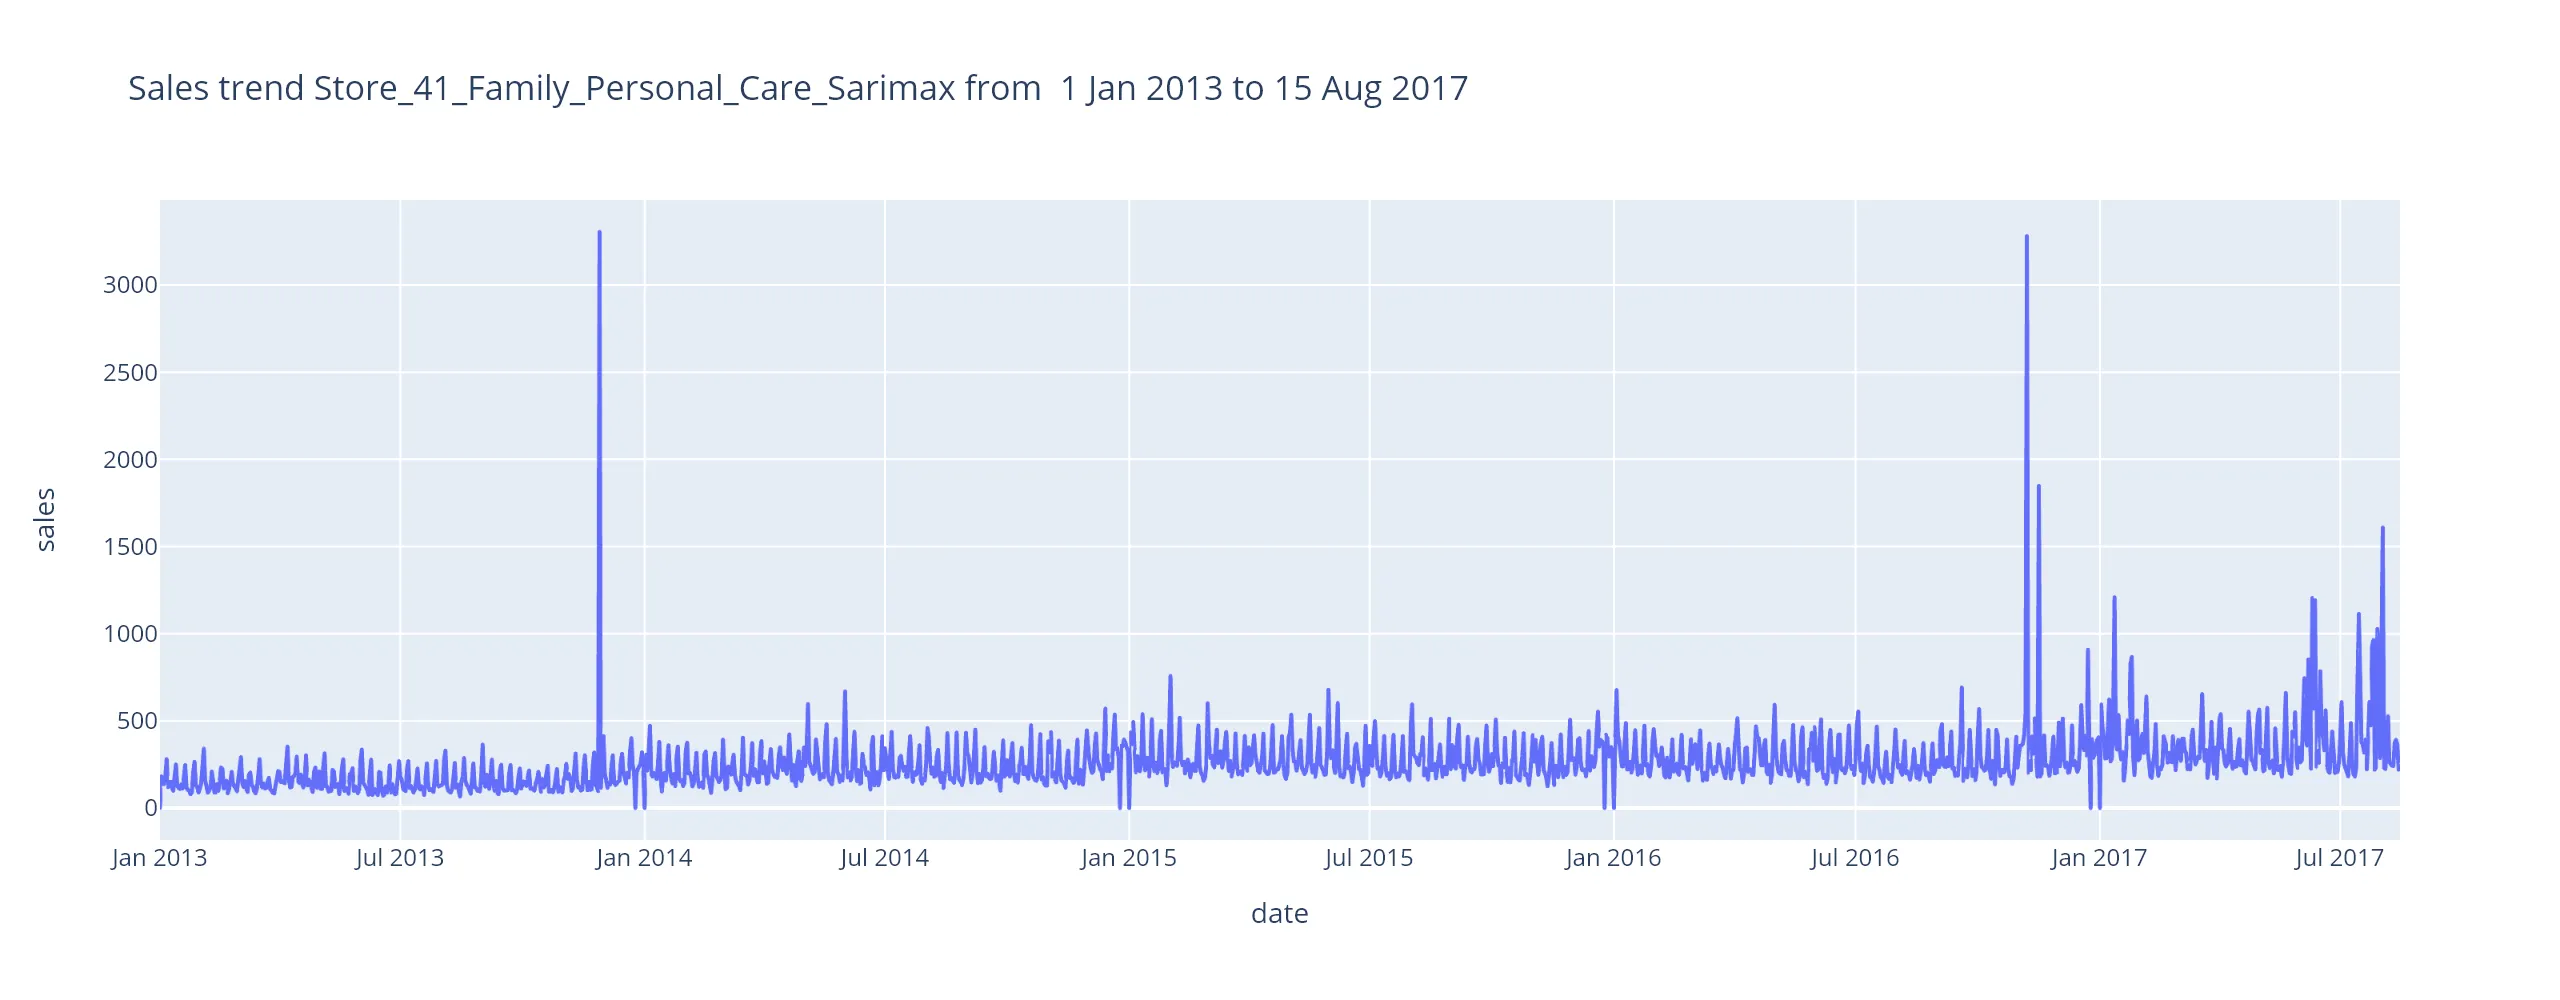 Sales trend Store_41_Family_Personal_Care_Sarimax from  1 Jan 2013 to 15 Aug 2017
3000
2500
2000
1500
1000
500
0
sales
Jan 2013 Jul 2013 Jan 2014 Jul 2014 Jan 2015 Jul 2015 Jan 2016 Jul 2016 Jan 2017 Jul 2017
date